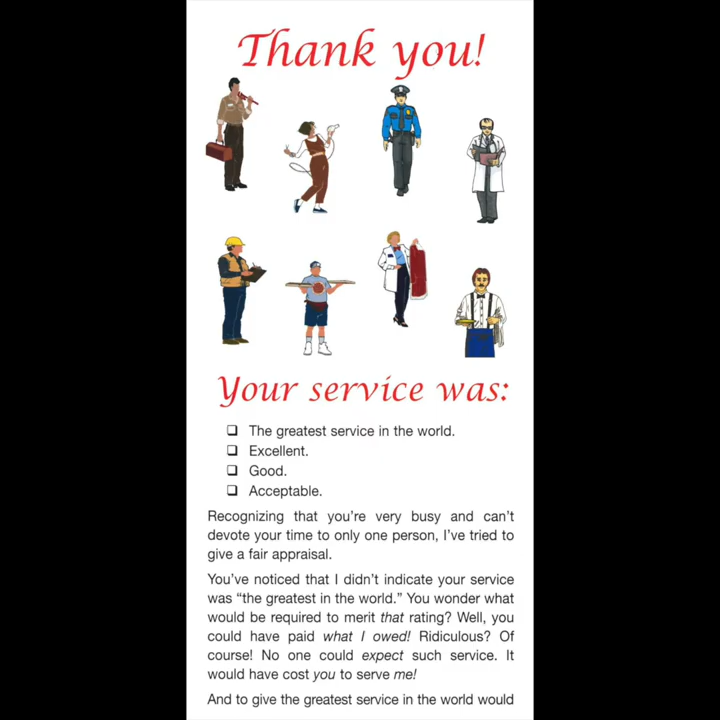 Thank you!
Your service was:
❑ The greatest service in the world.
❑ Excellent.
❑ Good.
❑ Acceptable.
Recognizing that you’re very busy and can’t
devote your time to only one person, I’ve tried to
give a fair appraisal.
You’ve noticed that I didn’t indicate your service
was “the greatest in the world.” You wonder what
would be required to merit that rating? Well, you
could have paid what I owed! Ridiculous? Of
course! No one could expect such service. It
would have cost you to serve me!
And to give the greatest service in the world would